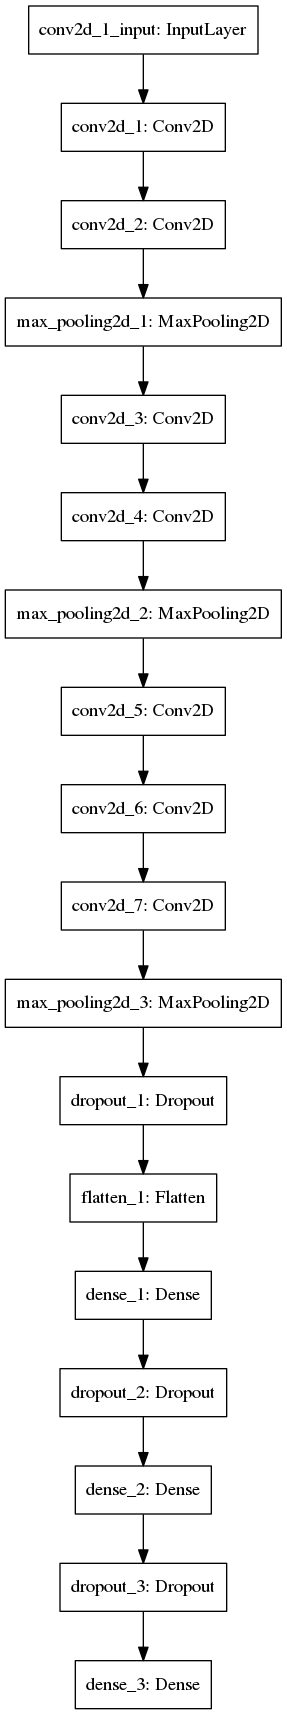 conv2d_1_input: InputLayer
conv2d_1: Conv2D
conv2d_2: Conv2D
max_pooling2d_1: MaxPooling2D
conv2d_3: Conv2D
conv2d_4: Conv2D
max_pooling2d_2: MaxPooling2D
conv2d_5: Conv2D
conv2d_6: Conv2D
conv2d_7: Conv2D
max_pooling2d_3: MaxPooling2D
dropout_1: Dropout
flatten_1: Flatten
dense_1: Dense
dropout_2: Dropout
dense_2: Dense
dropout_3: Dropout
dense_3: Dense